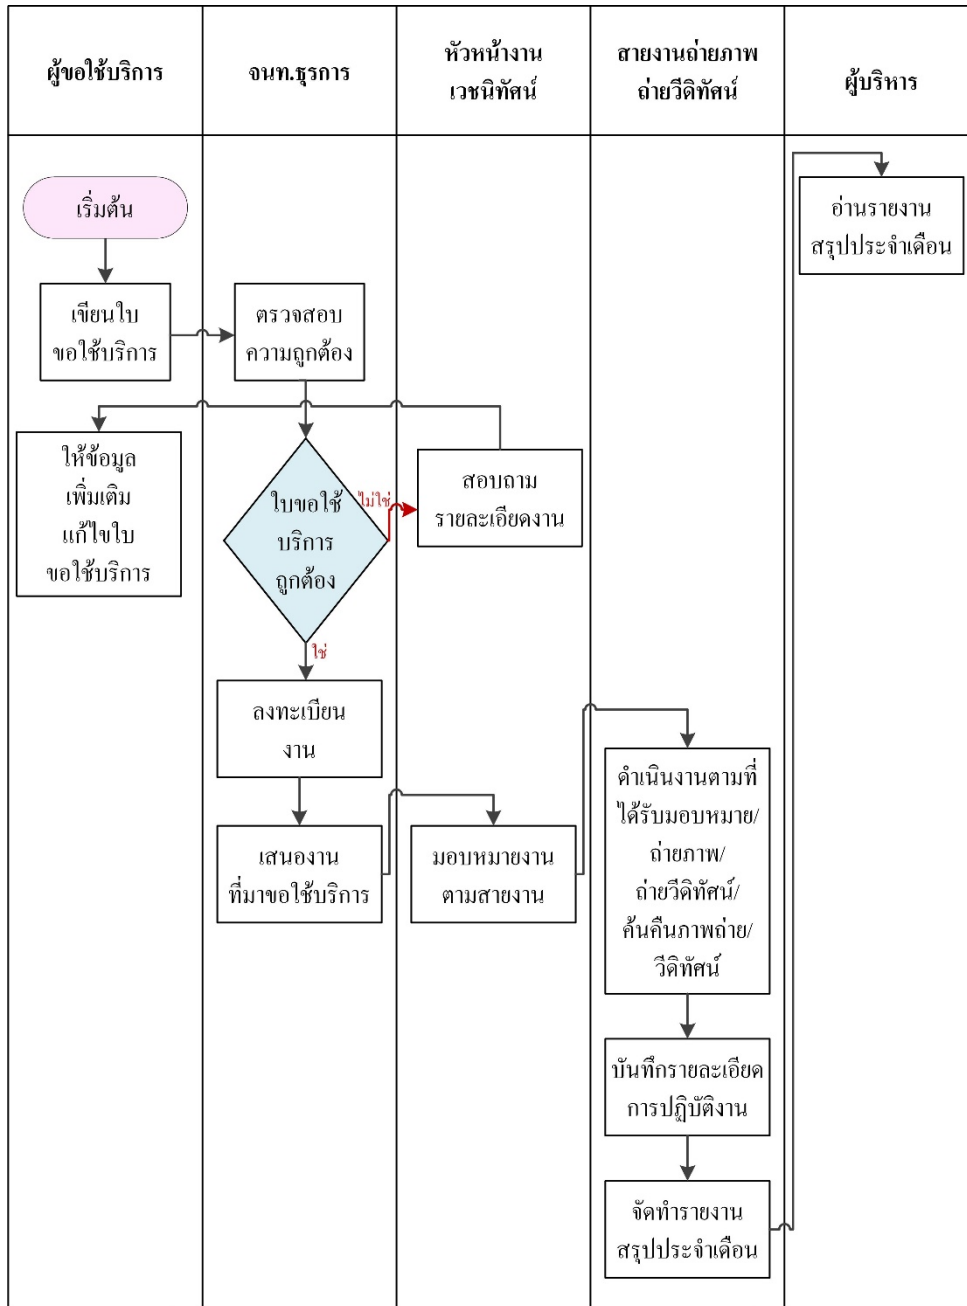 ผู้ขอใช้บริการ
จนท.ธุรการ
หัวหน้างาน
เวชนิทัศน์
สายงานถ่ายภาพ
ถ่ายวีดิทัศน์
ผู้บริหาร
เริ่มต้น
อ่านรายงาน
สรุปประจำเดือน
เขียนใบ
ขอใช้บริการ
ตรวจสอบ
ความถูกต้อง
ให้ข้อมูล
เพิ่มเติม
แก้ไขใบ
ขอใช้บริการ
ใบขอใช้
บริการ
ถูกต้อง
ไม่ใช่
สอบถาม
รายละเอียดงาน
ใช่
ลงทะเบียน
งาน
เสนองาน
ที่มาขอใช้บริการ
มอบหมายงาน
ตามสายงาน
ดำเนินงานตามที่
ได้รับมอบหมาย/
ถ่ายภาพ/
ถ่ายวีดิทัศน์/
ค้นคืนภาพถ่าย/
วีดิทัศน์
บันทึกรายละเอียด
การปฏิบัติงาน
จัดทำรายงาน
สรุปประจำเดือน